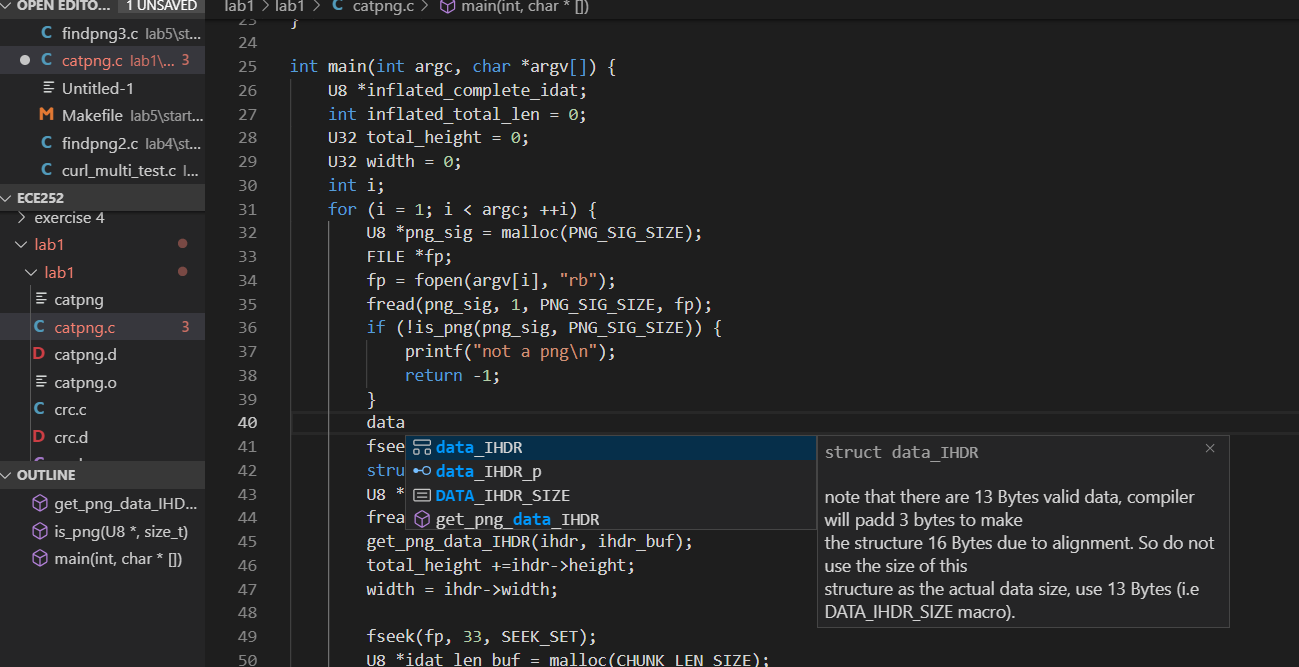 OPEN EDITO... 1 UNSAVED
C findpng3.c lab5\st...
C catpng.c lab1\... 3
Untitled-1
M Makefile lab5\start...
C findpng2.c lab4\st...
C curl_multi_test.c l...
ECE252
exercise 4
lab1
lab1
catpng
C catpng.c 3
D catpng.d
catpng.o
C crc.c
D crc.d
OUTLINE
get_png_data_IHD...
is_png(U8 *, size_t)
main(int, char * [])
lab1 > lab1 > C catpng.c > main(int, char * [])
23 }
24
25 int main(int argc, char *argv[]) {
26 U8 *inflated_complete_idat;
27 int inflated_total_len = 0;
28 U32 total_height = 0;
29 U32 width = 0;
30 int i;
31 for (i = 1; i < argc; ++i) {
32 U8 *png_sig = malloc(PNG_SIG_SIZE);
33 FILE *fp;
34 fp = fopen(argv[i], "rb");
35 fread(png_sig, 1, PNG_SIG_SIZE, fp);
36 if (!is_png(png_sig, PNG_SIG_SIZE)) {
37 printf("not a png\n");
38 return -1;
39 }
40 data
41 fsee
42 stru
43 U8 *
44 frea
45 get_png_data_IHDR(ihdr, ihdr_buf);
46 total_height +=ihdr->height;
47 width = ihdr->width;
48
49 fseek(fp, 33, SEEK_SET);
50 U8 *idat_len_buf = malloc(CHUNK_LEN_SIZE);
data_IHDR
data_IHDR_p
DATA_IHDR_SIZE
get_png_data_IHDR
struct data_IHDR
note that there are 13 Bytes valid data, compiler
will padd 3 bytes to make
the structure 16 Bytes due to alignment. So do not
use the size of this
structure as the actual data size, use 13 Bytes (i.e
DATA_IHDR_SIZE macro).